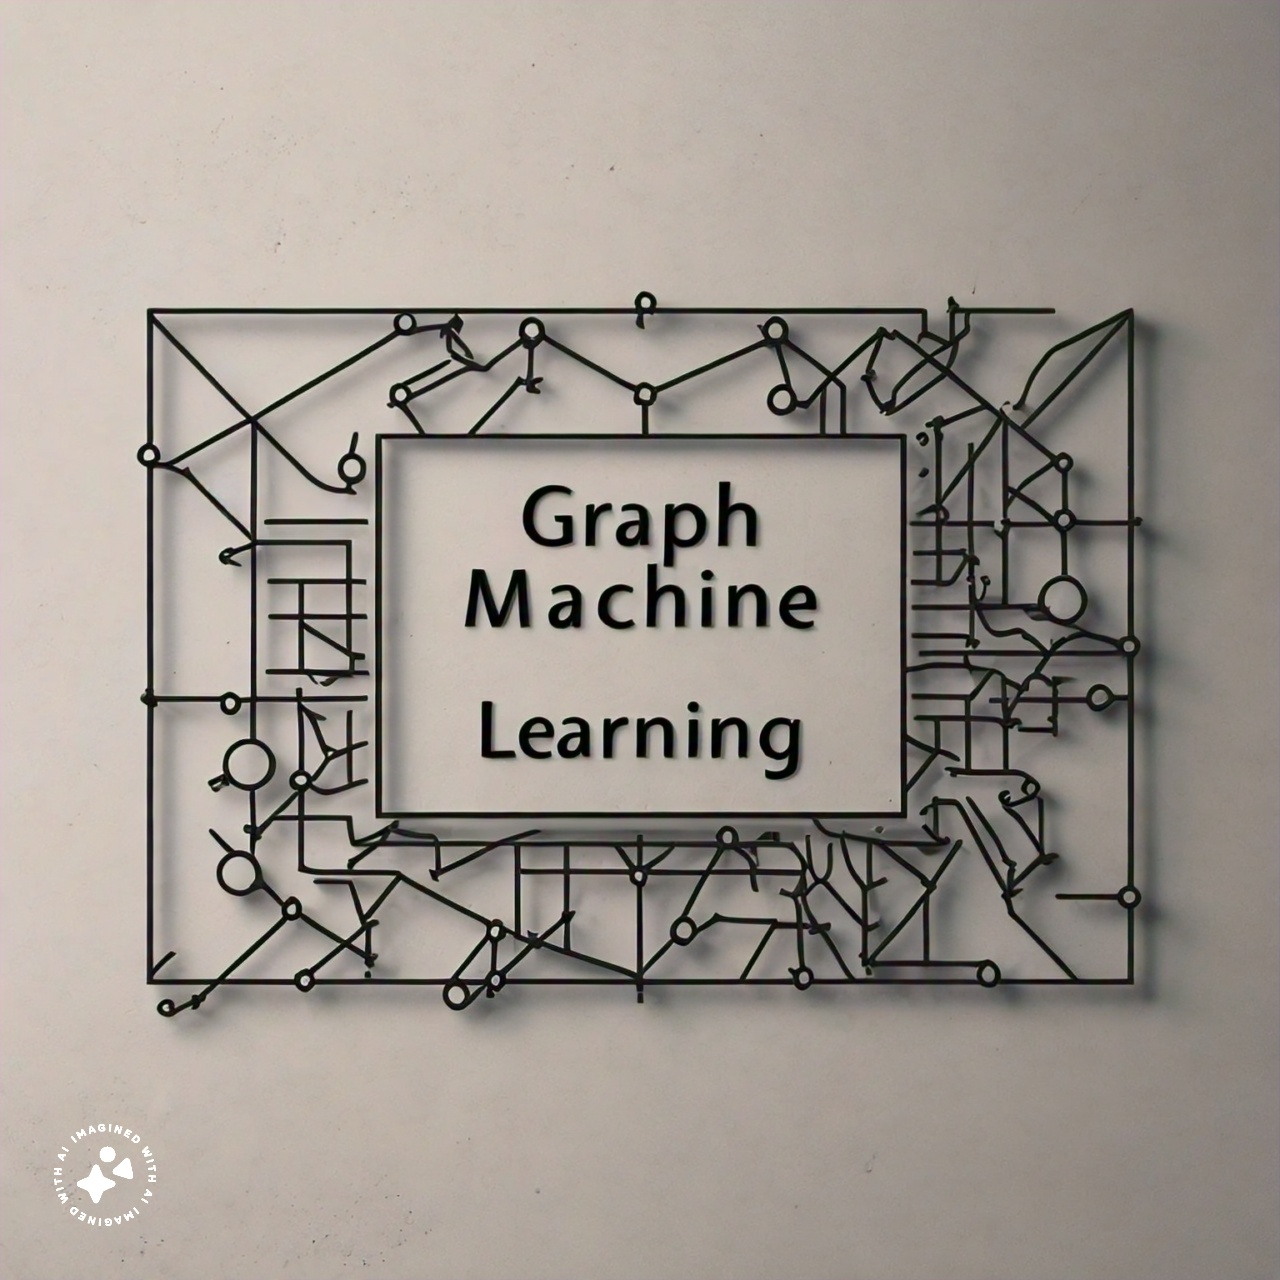 Graph
Machine
Learning
IMAGINED WITH AI IMAGINED WITH AI